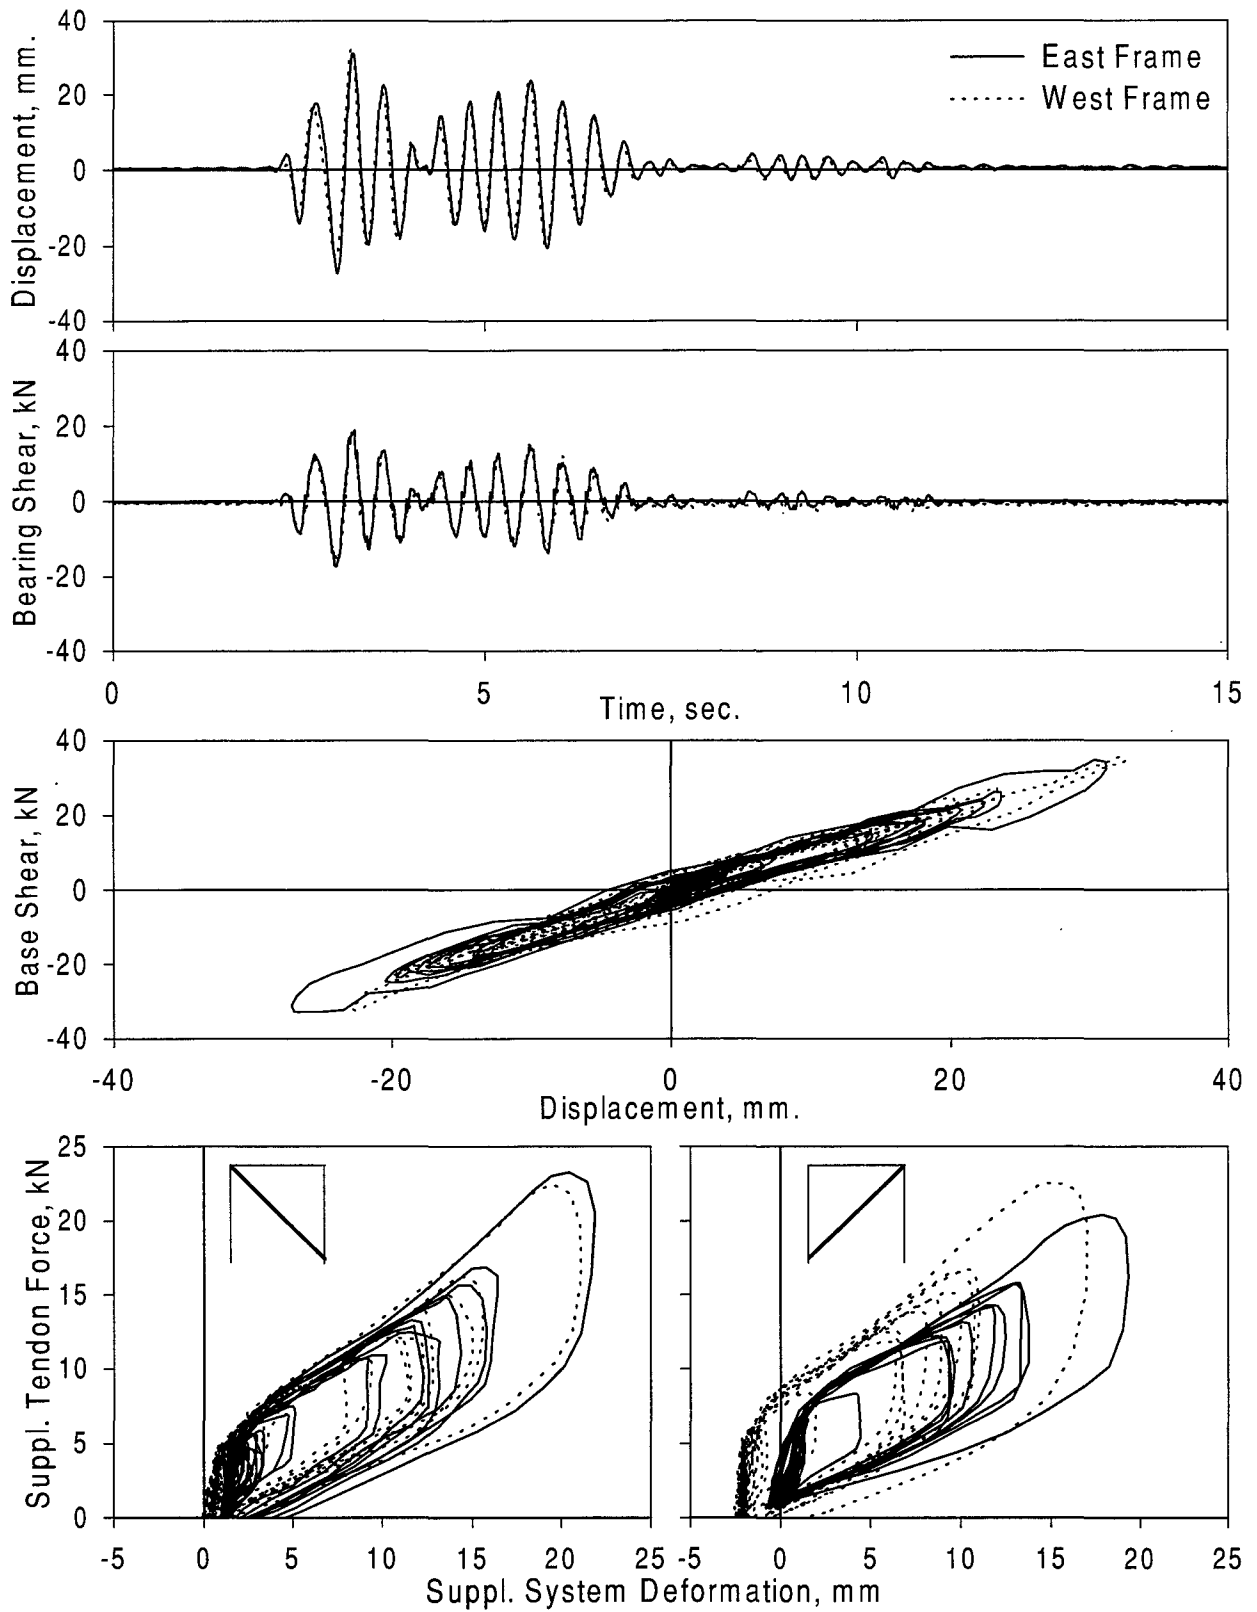 40
20
0
-20
-40
Displacement, mm.
East Frame
West Frame
40
20
0
-20
-40
Bearing Shear, kN
0 5 10 15
Time, sec.
40
20
0
-20
-40
Base Shear, kN
-40 -20 0 20 40
Displacement, mm.
25
20
15
10
5
0
Suppl. Tendon Force, kN
-5 0 5 10 15 20 25
-5 0 5 10 15 20 25
Suppl. System Deformation, mm